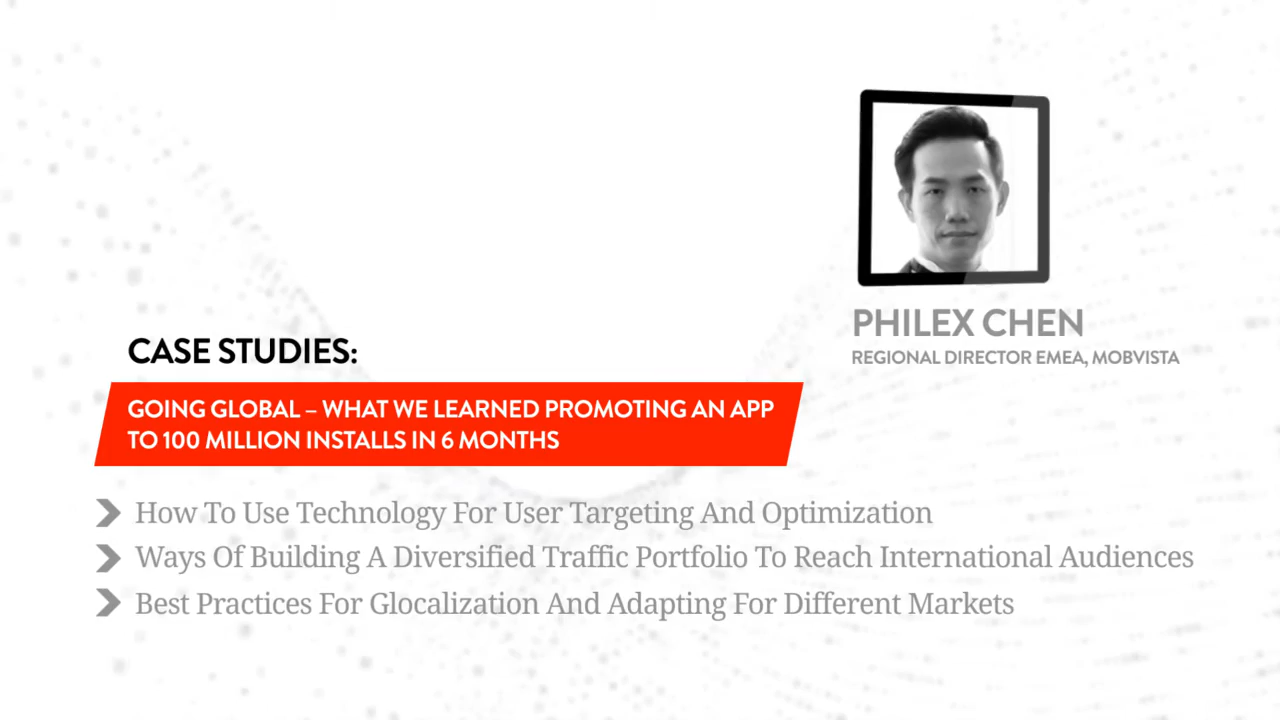 PHILEX CHEN
REGIONAL DIRECTOR EMEA, MOBVISTA
CASE STUDIES:
GOING GLOBAL – WHAT WE LEARNED PROMOTING AN APP
TO 100 MILLION INSTALLS IN 6 MONTHS
How To Use Technology For User Targeting And Optimization
Ways Of Building A Diversified Traffic Portfolio To Reach International Audiences
Best Practices For Glocalization And Adapting For Different Markets